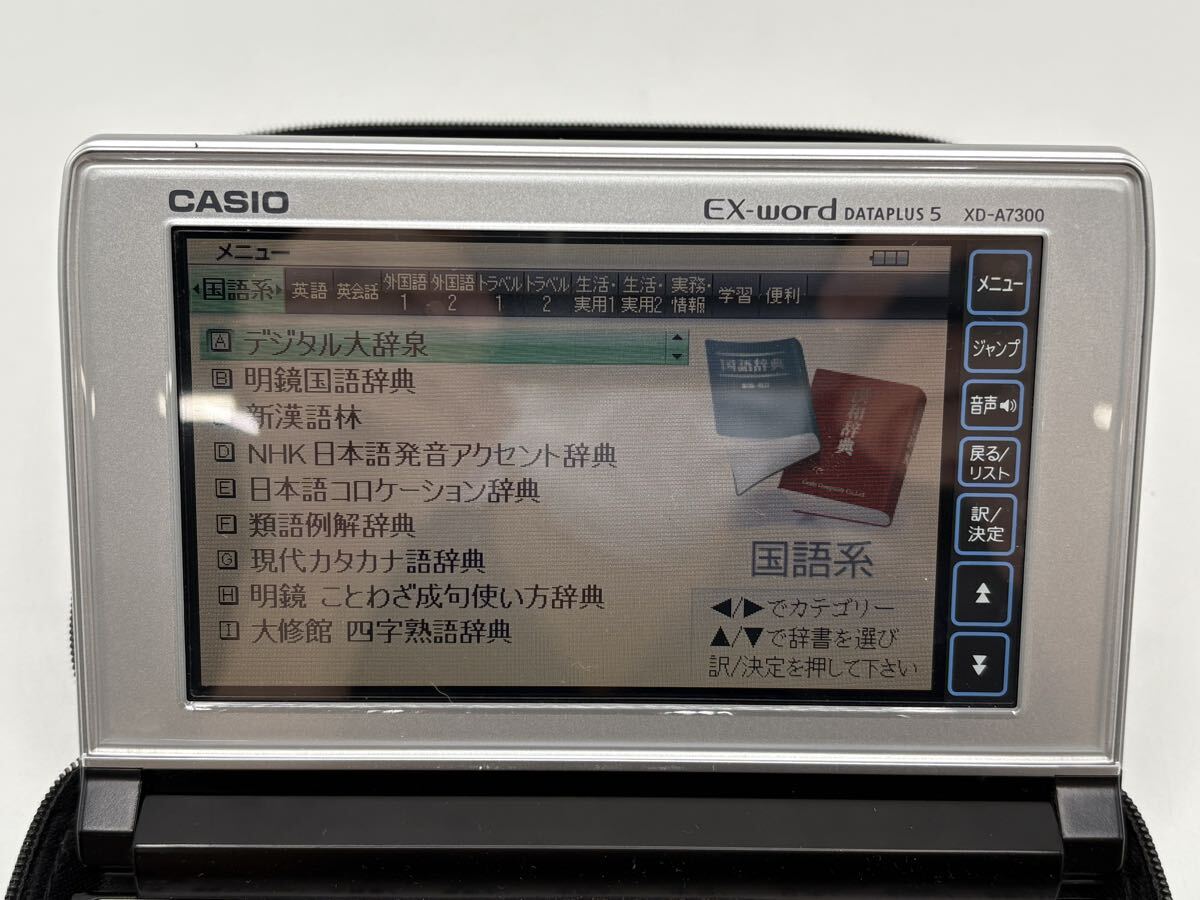 CASIO
EX-word DATAPLUS 5 XD-A7300
メニュー
国語系 英語 英会話 外国語1 外国語2 トラベル1 トラベル2 生活・実用1 生活・実用2 実務・情報 学習 便利
A デジタル大辞泉
B 明鏡国語辞典
新漢語林
D NHK日本語発音アクセント辞典
E 日本語コロケーション辞典
F 類語例解辞典
G 現代カタカナ語辞典
H 明鏡 ことわざ成句使い方辞典
I 大修館 四字熟語辞典
国語辞典
漢和辞典
国語系
◀/▶でカテゴリー
▲/▼で辞書を選び
訳/決定を押して下さい
メニュー
ジャンプ
音声
戻る/
リスト
訳/
決定